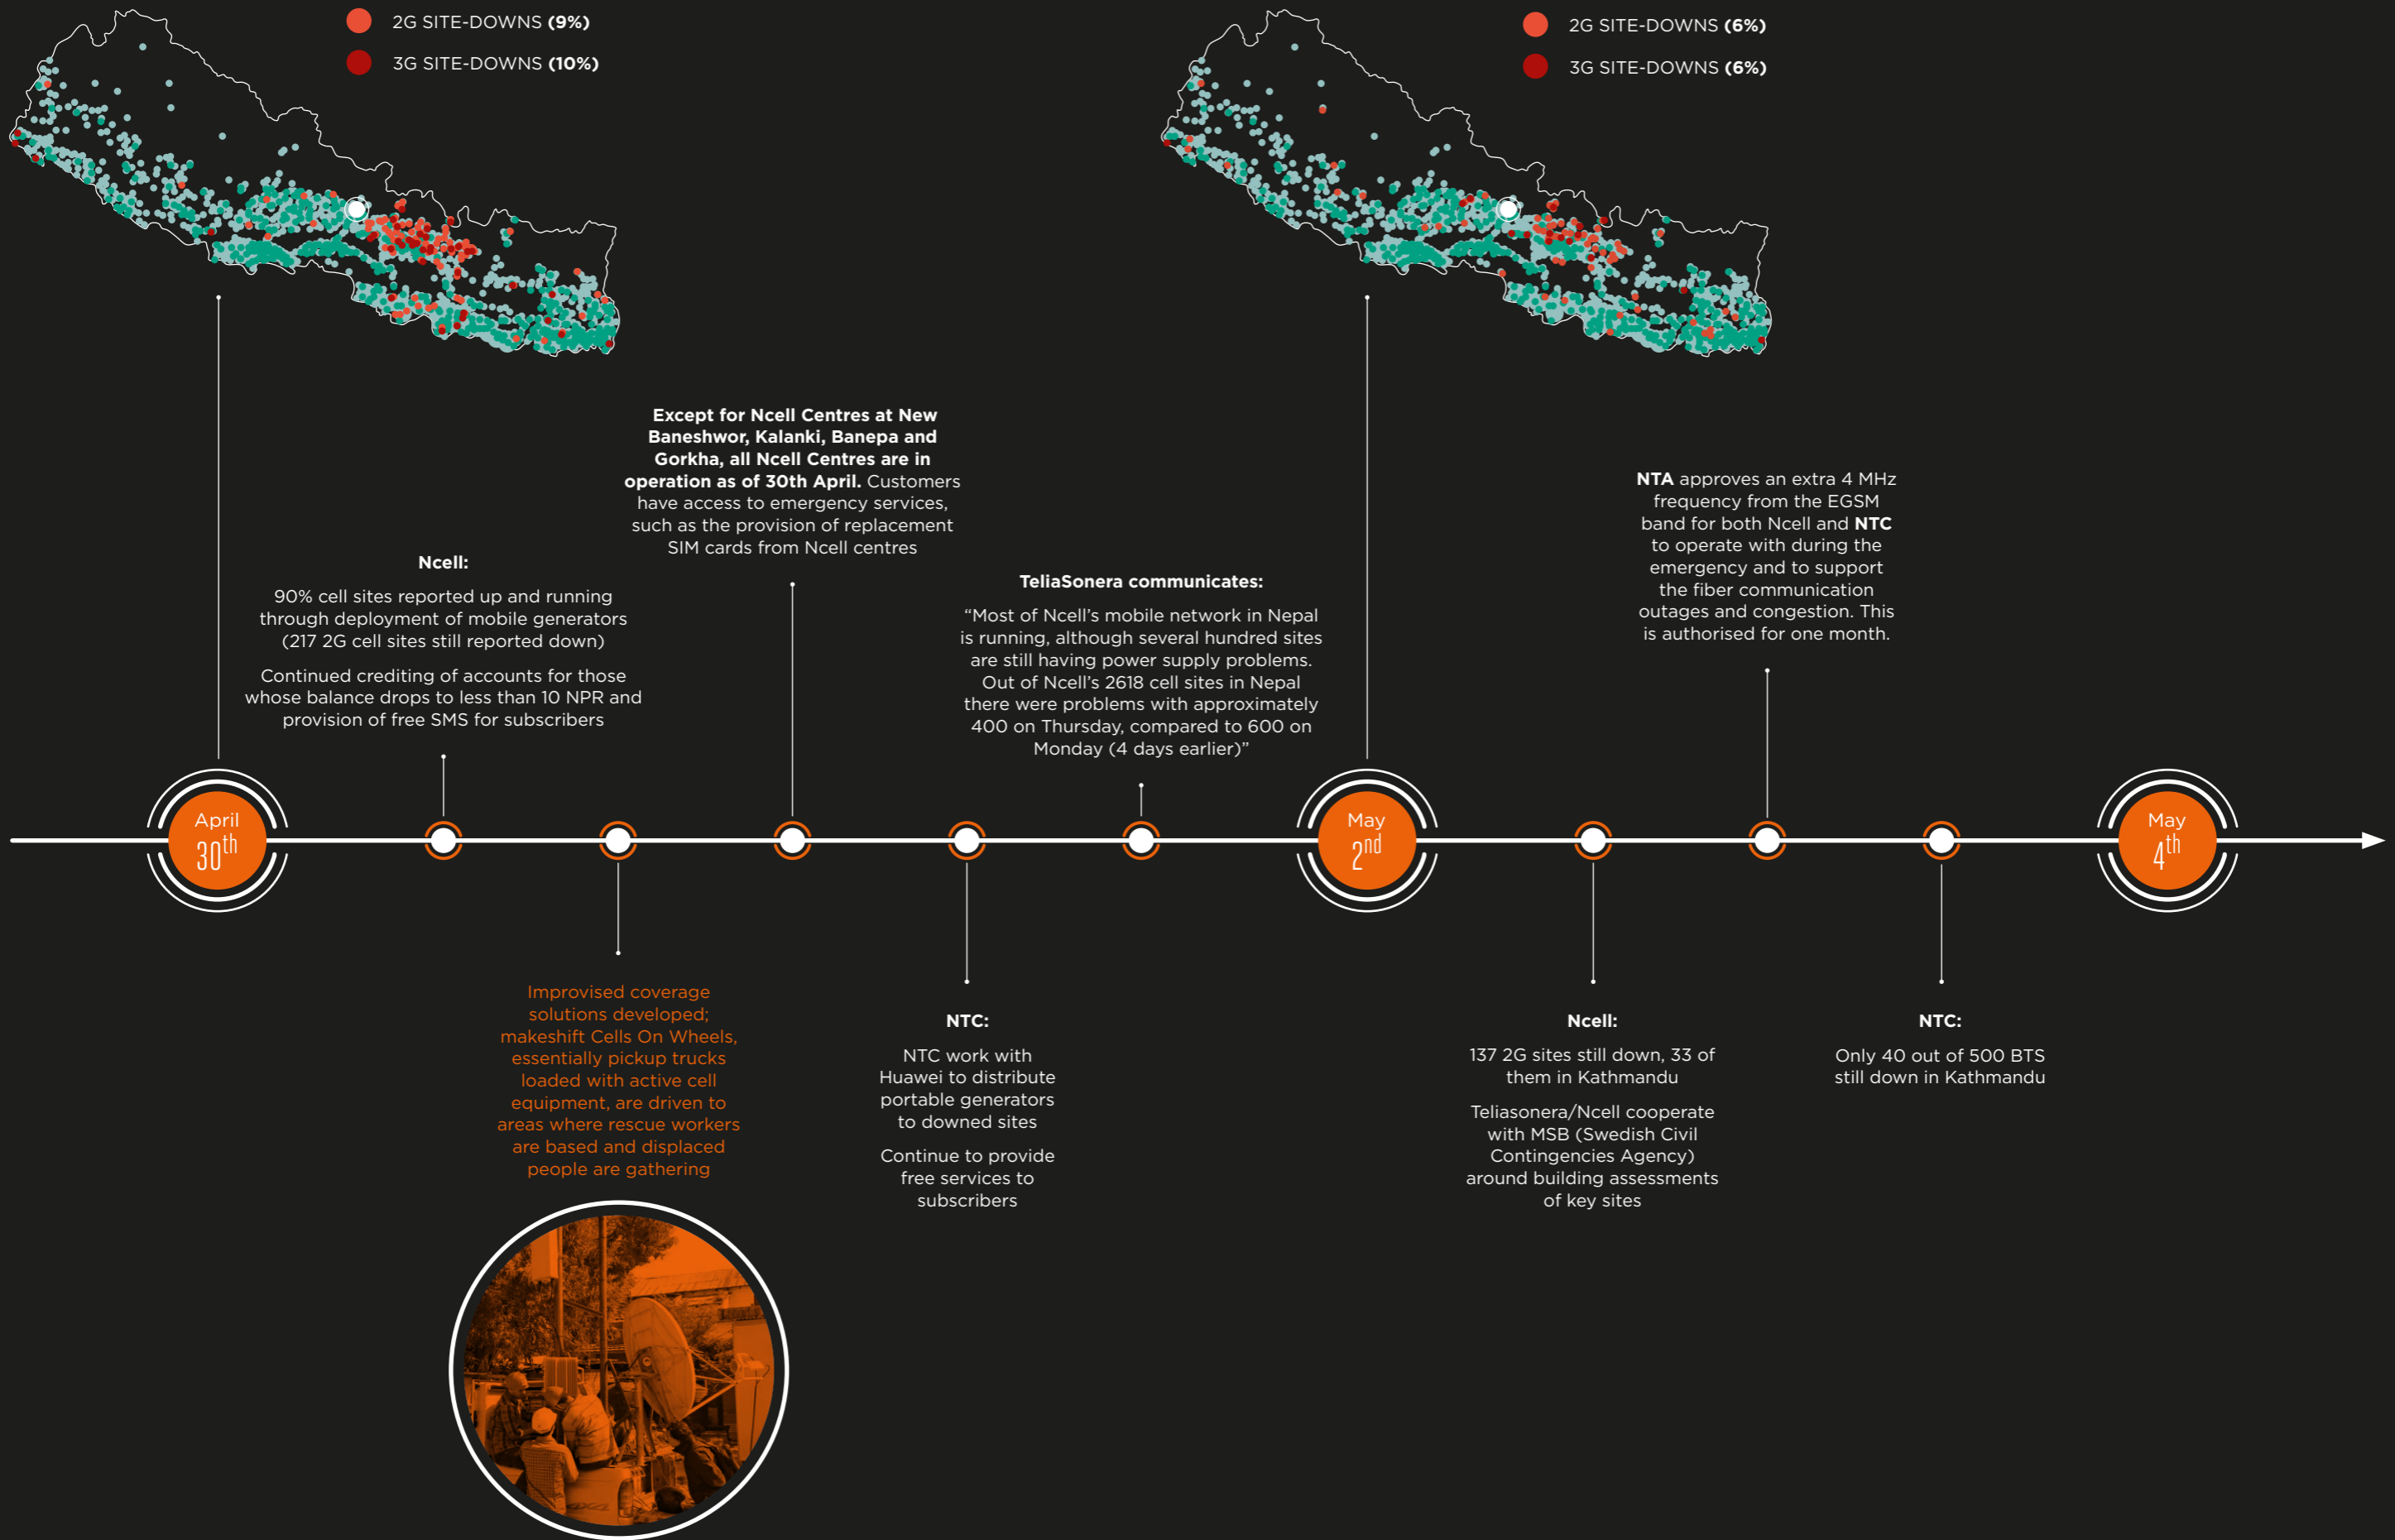 2G SITE-DOWNS (9%)
3G SITE-DOWNS (10%)
2G SITE-DOWNS (6%)
3G SITE-DOWNS (6%)
Ncell:
90% cell sites reported up and running
through deployment of mobile generators
(217 2G cell sites still reported down)
Continued crediting of accounts for those
whose balance drops to less than 10 NPR and
provision of free SMS for subscribers
Except for Ncell Centres at New
Baneshwor, Kalanki, Banepa and
Gorkha, all Ncell Centres are in
operation as of 30th April. Customers
have access to emergency services,
such as the provision of replacement
SIM cards from Ncell centres
TeliaSonera communicates:
“Most of Ncell’s mobile network in Nepal
is running, although several hundred sites
are still having power supply problems.
Out of Ncell’s 2618 cell sites in Nepal
there were problems with approximately
400 on Thursday, compared to 600 on
Monday (4 days earlier)”
NTA approves an extra 4 MHz
frequency from the EGSM
band for both Ncell and NTC
to operate with during the
emergency and to support
the fiber communication
outages and congestion. This
is authorised for one month.
April
30th
May
2nd
May
4th
Improvised coverage
solutions developed;
makeshift Cells On Wheels,
essentially pickup trucks
loaded with active cell
equipment, are driven to
areas where rescue workers
are based and displaced
people are gathering
NTC:
NTC work with
Huawei to distribute
portable generators
to downed sites
Continue to provide
free services to
subscribers
Ncell:
137 2G sites still down, 33 of
them in Kathmandu
Teliasonera/Ncell cooperate
with MSB (Swedish Civil
Contingencies Agency)
around building assessments
of key sites
NTC:
Only 40 out of 500 BTS
still down in Kathmandu